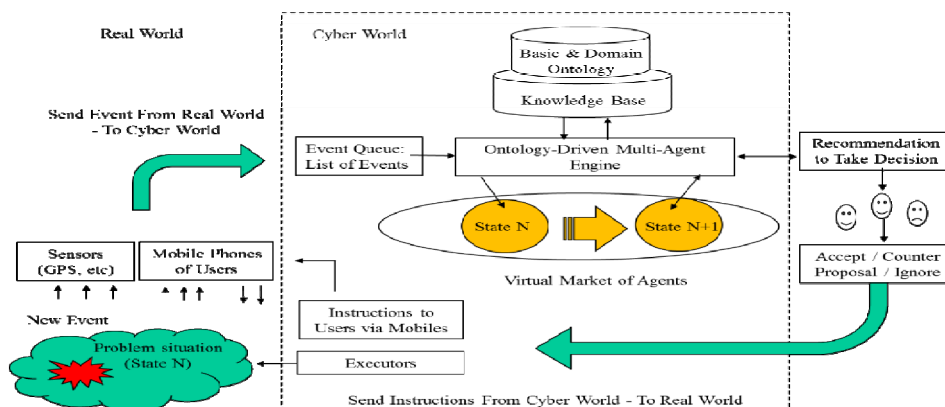 Real World
Cyber World
Basic & Domain
Ontology
Knowledge Base
Send Event From Real World
- To Cyber World
Event Queue:
List of Events
Ontology-Driven Multi-Agent
Engine
Recommendation
to Take Decision
State N
State N+1
Virtual Market of Agents
Accept / Counter
Proposal / Ignore
Sensors
(GPS, etc)
Mobile Phones
of Users
New Event
Problem situation
(State N)
Instructions to
Users via Mobiles
Executors
Send Instructions From Cyber World - To Real World